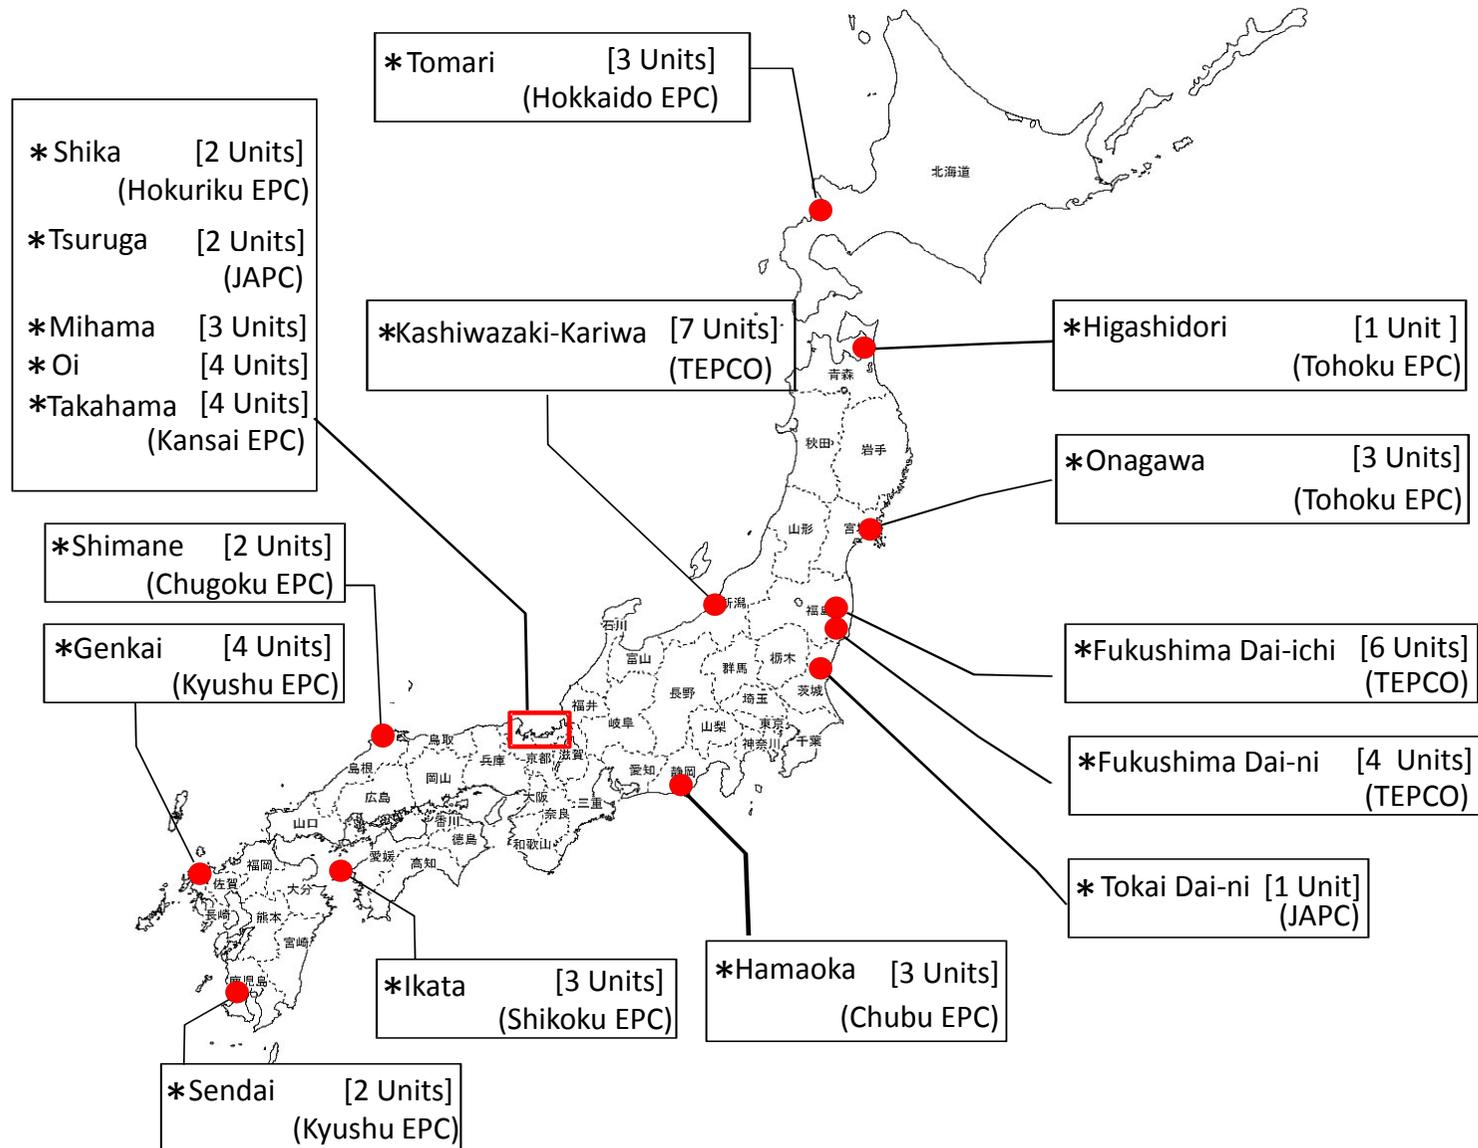 *Tomari [3 Units]
(Hokkaido EPC)
*Shika [2 Units]
(Hokuriku EPC)
*Tsuruga [2 Units]
(JAPC)
*Mihama [3 Units]
*Oi [4 Units]
*Takahama [4 Units]
(Kansai EPC)
*Kashiwazaki-Kariwa [7 Units]
(TEPCO)
*Higashidori [1 Unit ]
(Tohoku EPC)
*Onagawa [3 Units]
(Tohoku EPC)
*Shimane [2 Units]
(Chugoku EPC)
*Genkai [4 Units]
(Kyushu EPC)
*Fukushima Dai-ichi [6 Units]
(TEPCO)
*Fukushima Dai-ni [4 Units]
(TEPCO)
*Tokai Dai-ni [1 Unit]
(JAPC)
*Hamaoka [3 Units]
(Chubu EPC)
*Ikata [3 Units]
(Shikoku EPC)
*Sendai [2 Units]
(Kyushu EPC)
北海道
青森
秋田
岩手
山形
新潟
石川
富山
群馬
栃木
茨城
長野
埼玉
福井
岐阜
山梨
東京
神奈川
千葉
鳥取
兵庫
京都
滋賀
愛知
静岡
島根
岡山
広島
大阪
奈良
三重
山口
香川
徳島
和歌山
愛媛
高知
福岡
佐賀
大分
長崎
熊本
宮崎